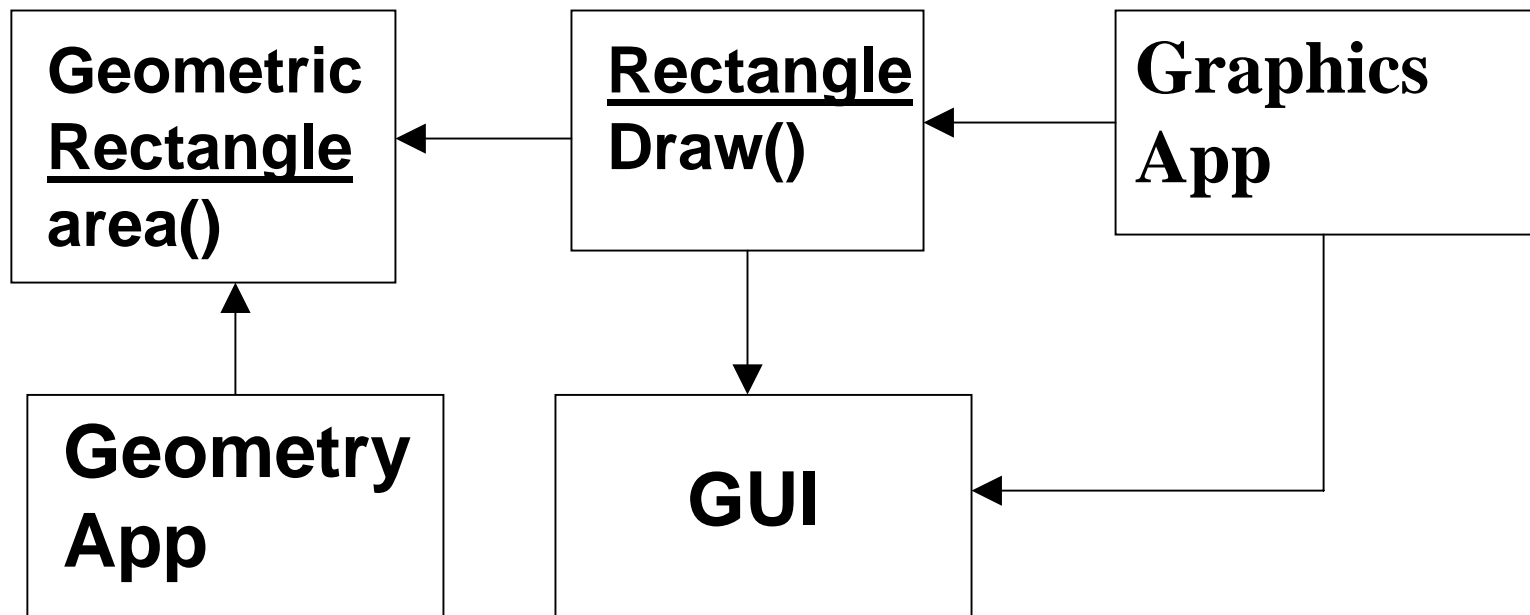 Geometric
Rectangle
area()
Rectangle
Draw()
Graphics
App
Geometry
App
GUI